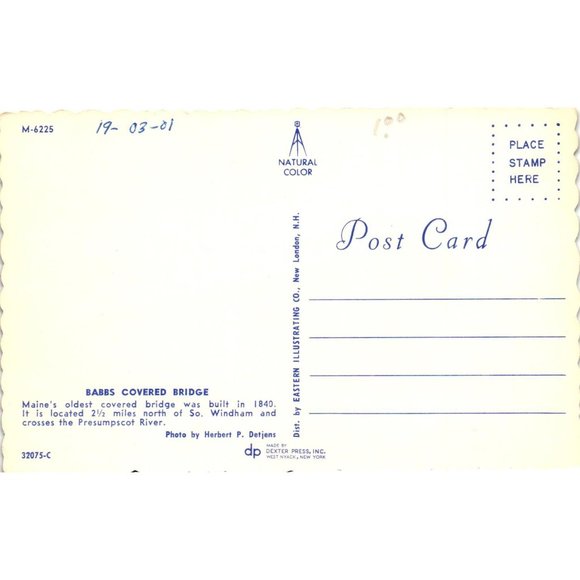 M-6225
19-03-01
1.00
NATURAL
COLOR
PLACE
STAMP
HERE
Post Card
BABBS COVERED BRIDGE
Maine's oldest covered bridge was built in 1840.
It is located 2½ miles north of So. Windham and
crosses the Presumpscot River.
Photo by Herbert P. Detjens
32075-C
Dist. by EASTERN ILLUSTRATING CO., New London, N.H.
dp
MADE BY
DEXTER PRESS, INC.
WEST NYACK, NEW YORK